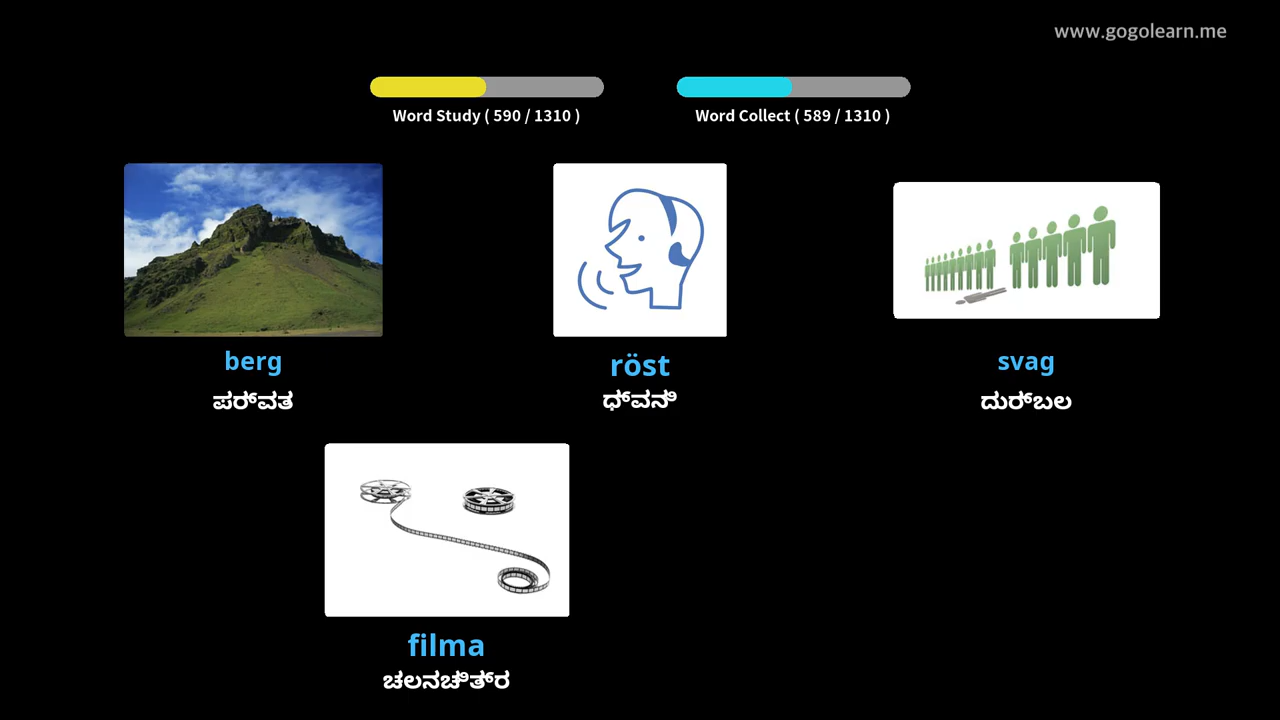 www.gogolearn.me
Word Study ( 590 / 1310 )
Word Collect ( 589 / 1310 )
berg
ಪರ್ವತ
röst
ಧ್ವನಿ
svag
ದುರ್ಬಲ
filma
ಚಲನಚಿತ್ರ